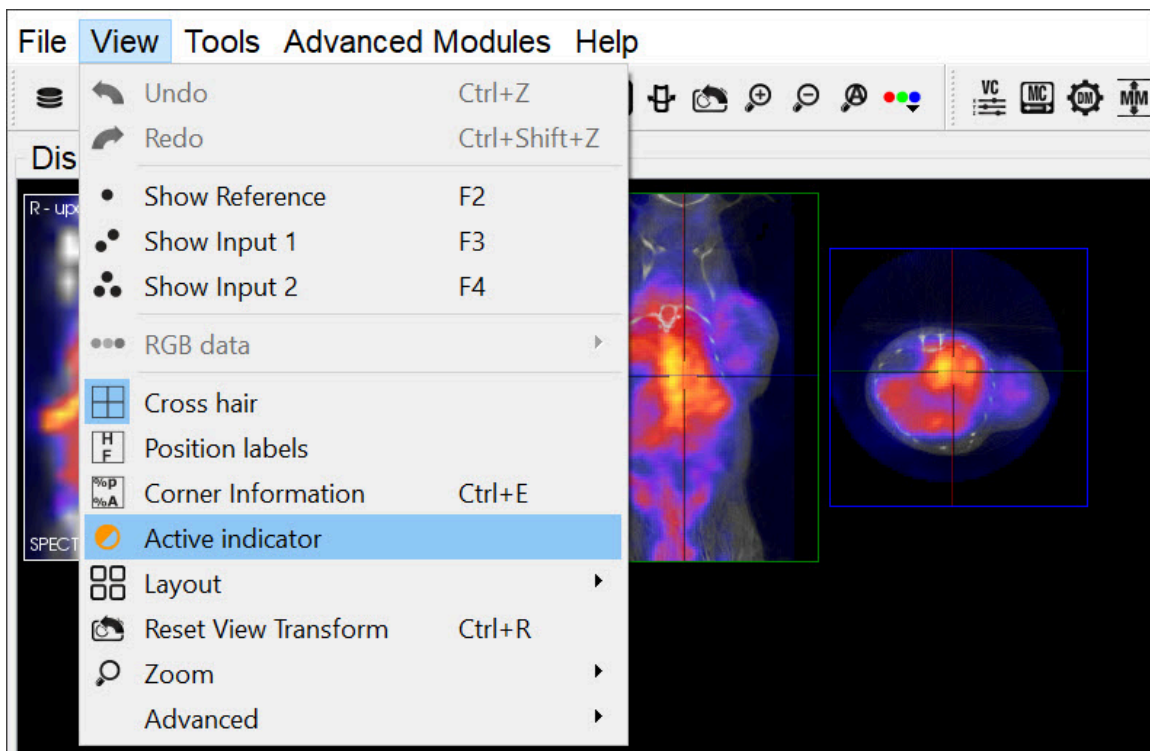 File View Tools Advanced Modules Help
VC MC DM MM
Undo Ctrl+Z
Redo Ctrl+Shift+Z
Dis
Show Reference F2
R - up
Show Input 1 F3
Show Input 2 F4
RGB data
Cross hair
H F Position labels
%p %A Corner Information Ctrl+E
Active indicator
SPECT
Layout
Reset View Transform Ctrl+R
Zoom
Advanced